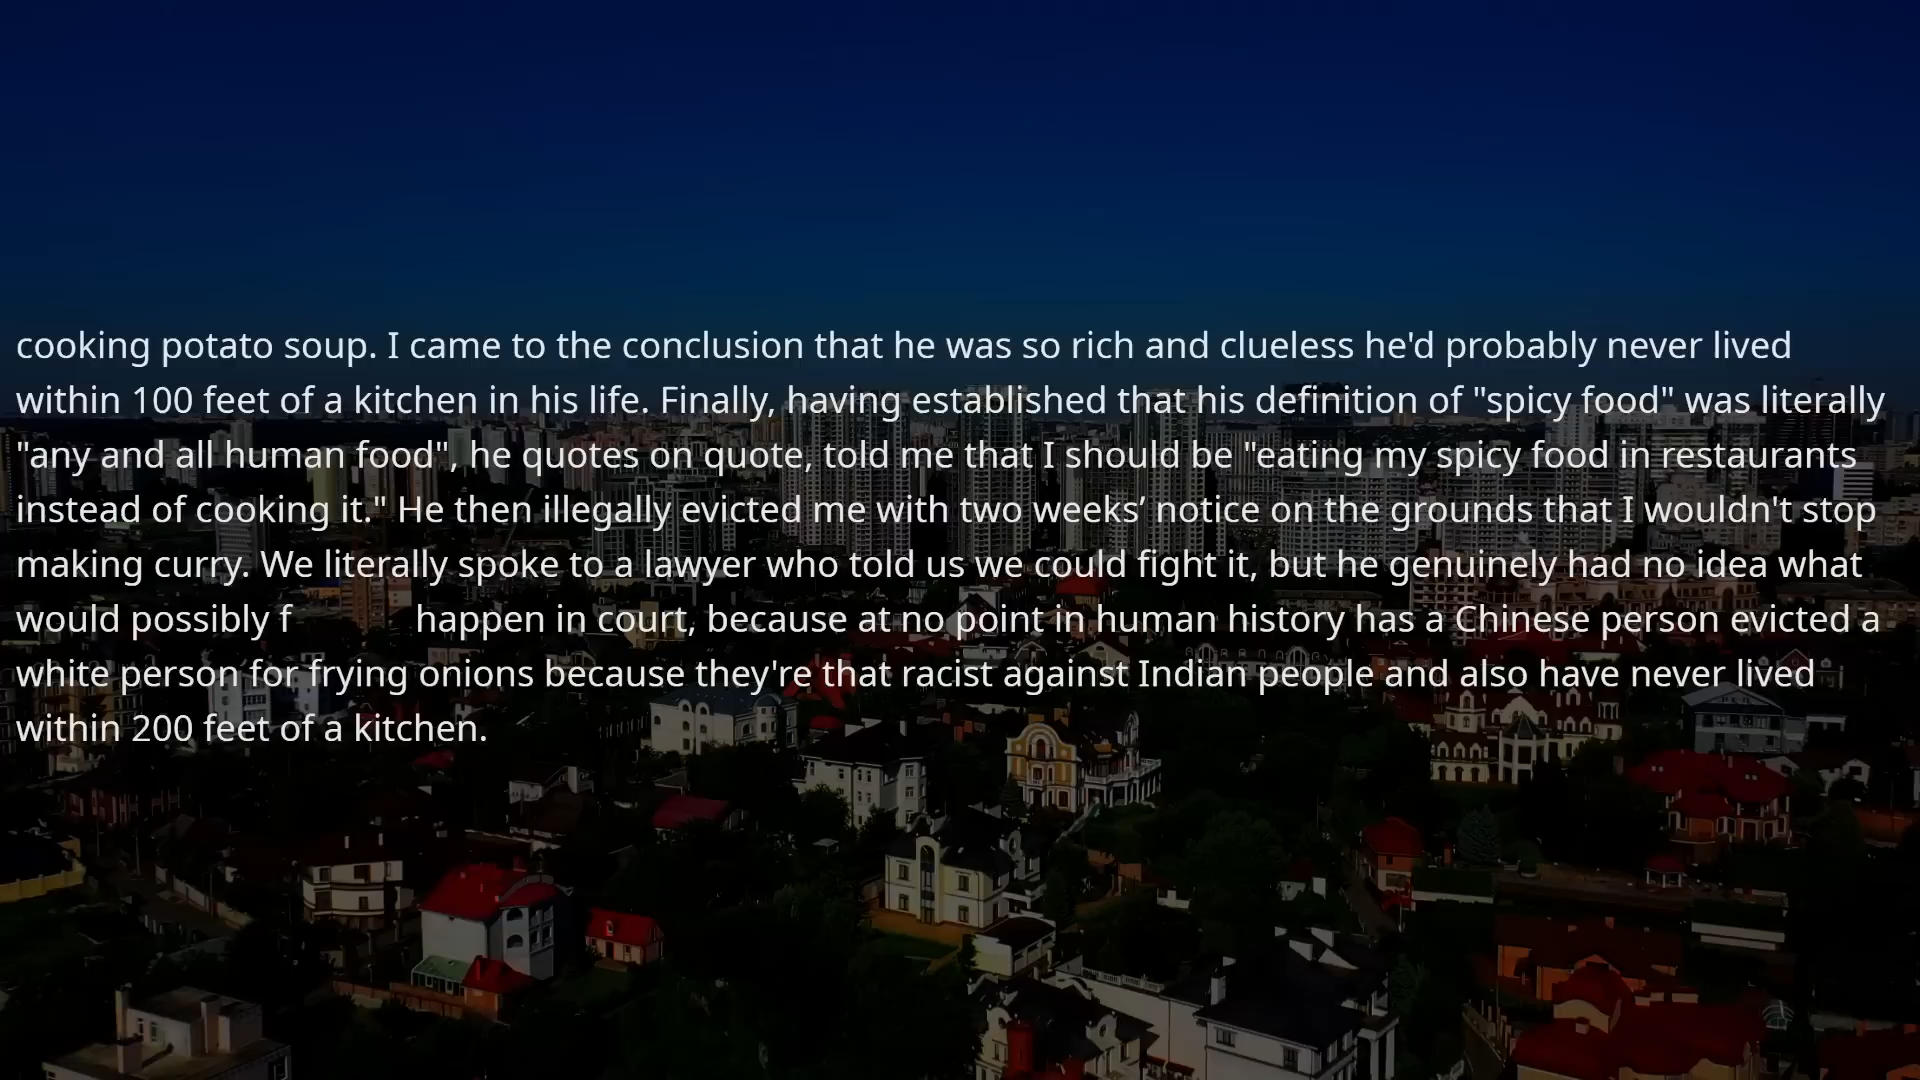 cooking potato soup. I came to the conclusion that he was so rich and clueless he'd probably never lived
within 100 feet of a kitchen in his life. Finally, having established that his definition of "spicy food" was literally
"any and all human food", he quotes on quote, told me that I should be "eating my spicy food in restaurants
instead of cooking it." He then illegally evicted me with two weeks’ notice on the grounds that I wouldn't stop
making curry. We literally spoke to a lawyer who told us we could fight it, but he genuinely had no idea what
would possibly f happen in court, because at no point in human history has a Chinese person evicted a
white person for frying onions because they're that racist against Indian people and also have never lived
within 200 feet of a kitchen.